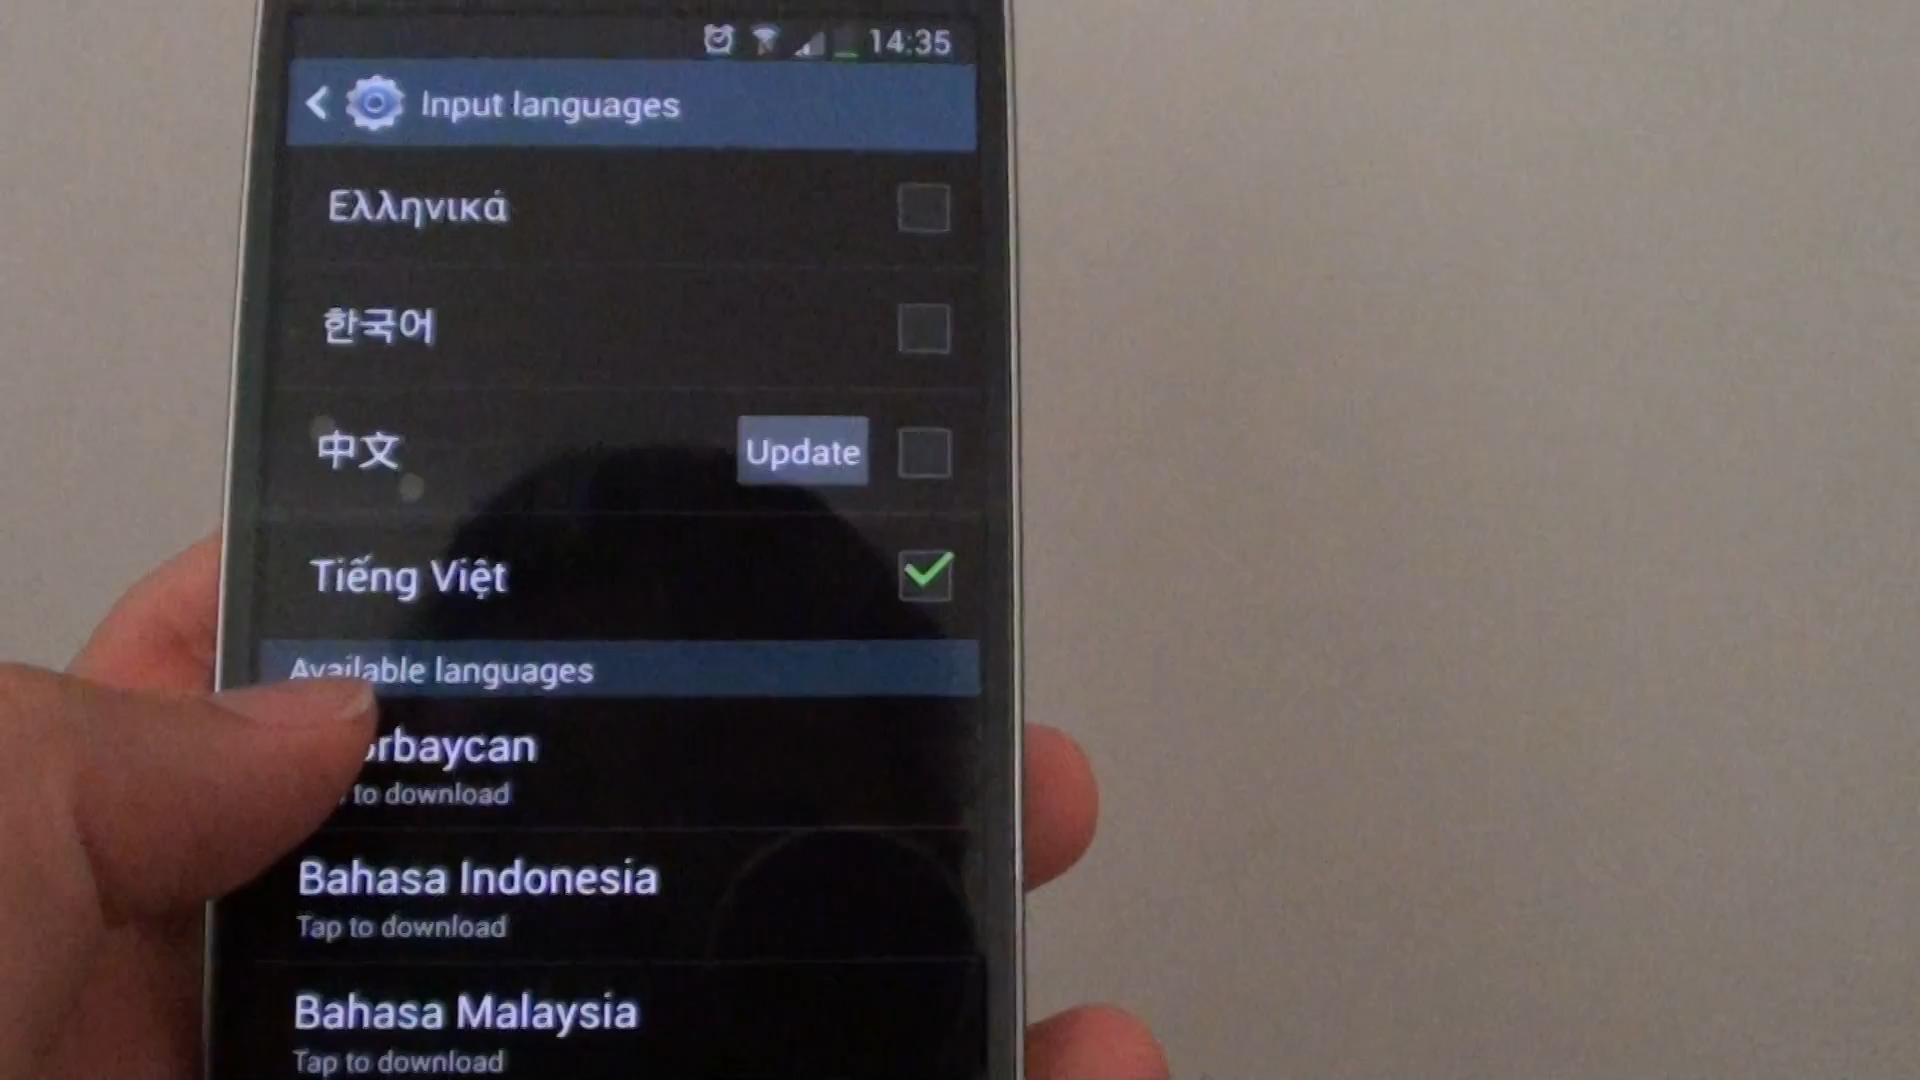 14:35
Input languages
Ελληνικά
한국어
中文
Update
Tiếng Việt
Available languages
to download
Bahasa Indonesia
Tap to download
Bahasa Malaysia
Tap to download